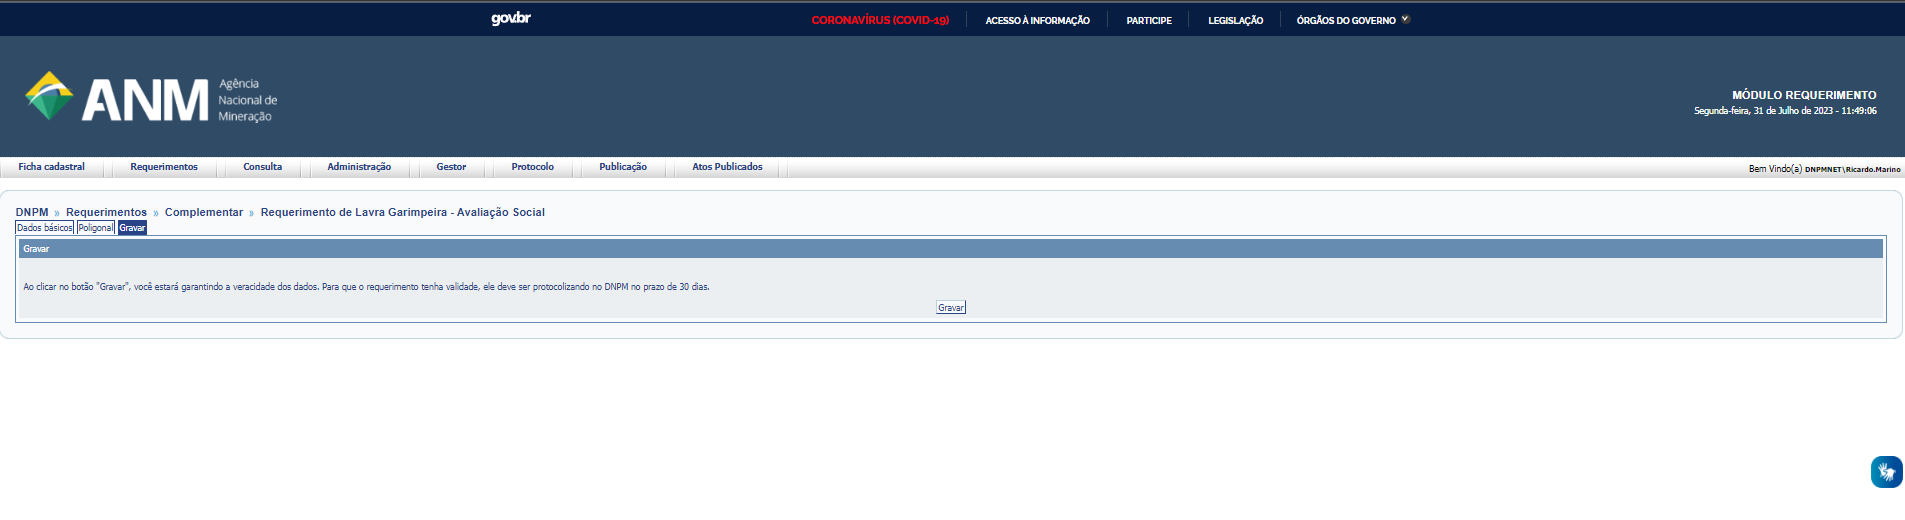 gov.br
CORONAVÍRUS (COVID-19)
ACESSO À INFORMAÇÃO
PARTICIPE
LEGISLAÇÃO
ÓRGÃOS DO GOVERNO
ANM
Agência
Nacional de
Mineração
MÓDULO REQUERIMENTO
Segunda-feira, 31 de Julho de 2023 - 11:49:06
Ficha cadastral
Requerimentos
Consulta
Administração
Gestor
Protocolo
Publicação
Atos Publicados
Bem Vindo(a) DNPMNET\Ricardo.Marino
DNPM » Requerimentos » Complementar » Requerimento de Lavra Garimpeira - Avaliação Social
Dados básicos Poligonal Gravar
Gravar
Ao clicar no botão "Gravar", você estará garantindo a veracidade dos dados. Para que o requerimento tenha validade, ele deve ser protocolizando no DNPM no prazo de 30 dias.
Gravar